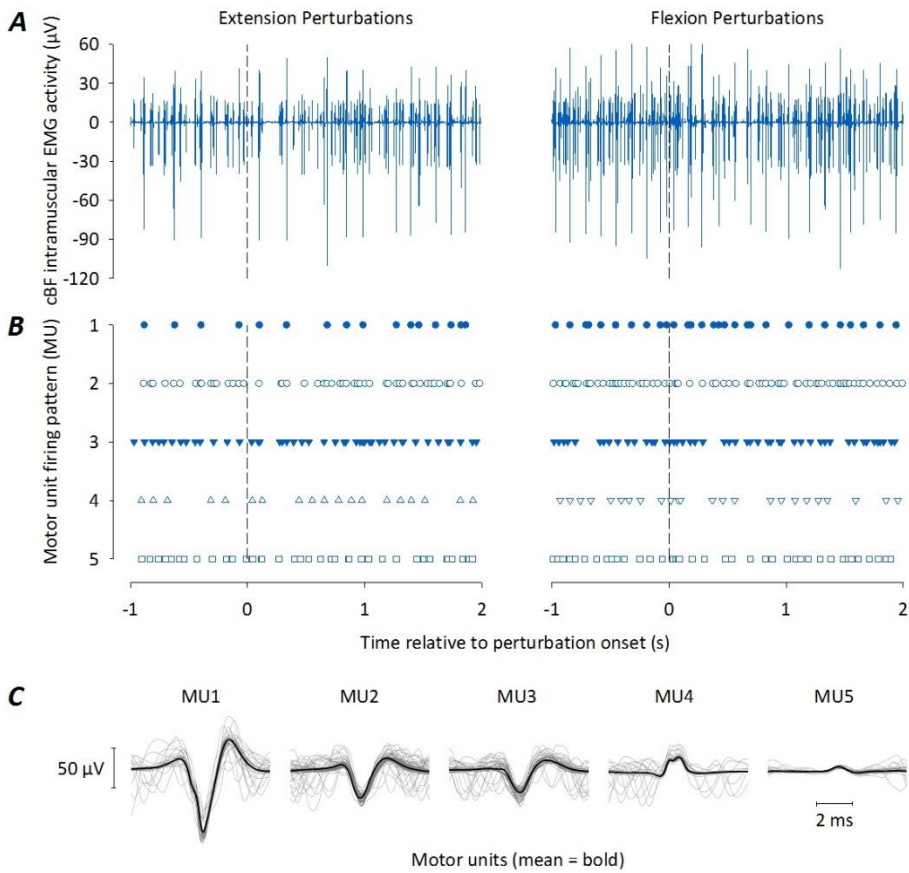 A
Extension Perturbations
Flexion Perturbations
cBF intramuscular EMG activity (µV)
60
30
0
-30
-60
-90
-120
B
Motor unit firing pattern (MU)
1
2
3
4
5
-1
0
1
2
-1
0
1
2
Time relative to perturbation onset (s)
C
MU1
MU2
MU3
MU4
MU5
50 µV
2 ms
Motor units (mean = bold)